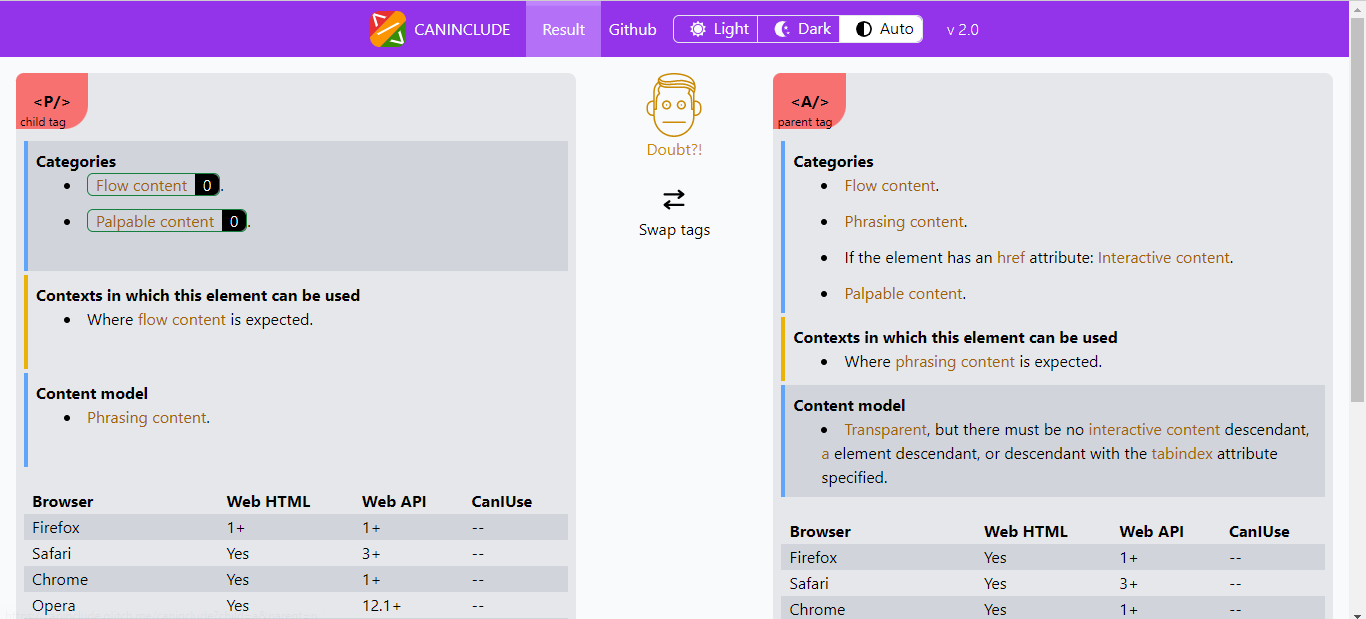 CANINCLUDE Result Github Light Dark Auto v 2.0
<P/>
child tag
Categories
Flow content 0.
Palpable content 0.
Contexts in which this element can be used
Where flow content is expected.
Content model
Phrasing content.
Browser Web HTML Web API CanIUse
Firefox 1+ 1+ --
Safari Yes 3+ --
Chrome Yes 1+ --
Opera Yes 12.1+ --
Doubt?!
Swap tags
<A/>
parent tag
Categories
Flow content.
Phrasing content.
If the element has an href attribute: Interactive content.
Palpable content.
Contexts in which this element can be used
Where phrasing content is expected.
Content model
Transparent, but there must be no interactive content descendant,
a element descendant, or descendant with the tabindex attribute
specified.
Browser Web HTML Web API CanIUse
Firefox Yes 1+ --
Safari Yes 3+ --
Chrome Yes 1+ --